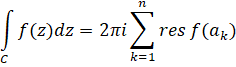 ∫_C f(z)dz = 2πi ∑_{k=1}^{n} res f(a_k)